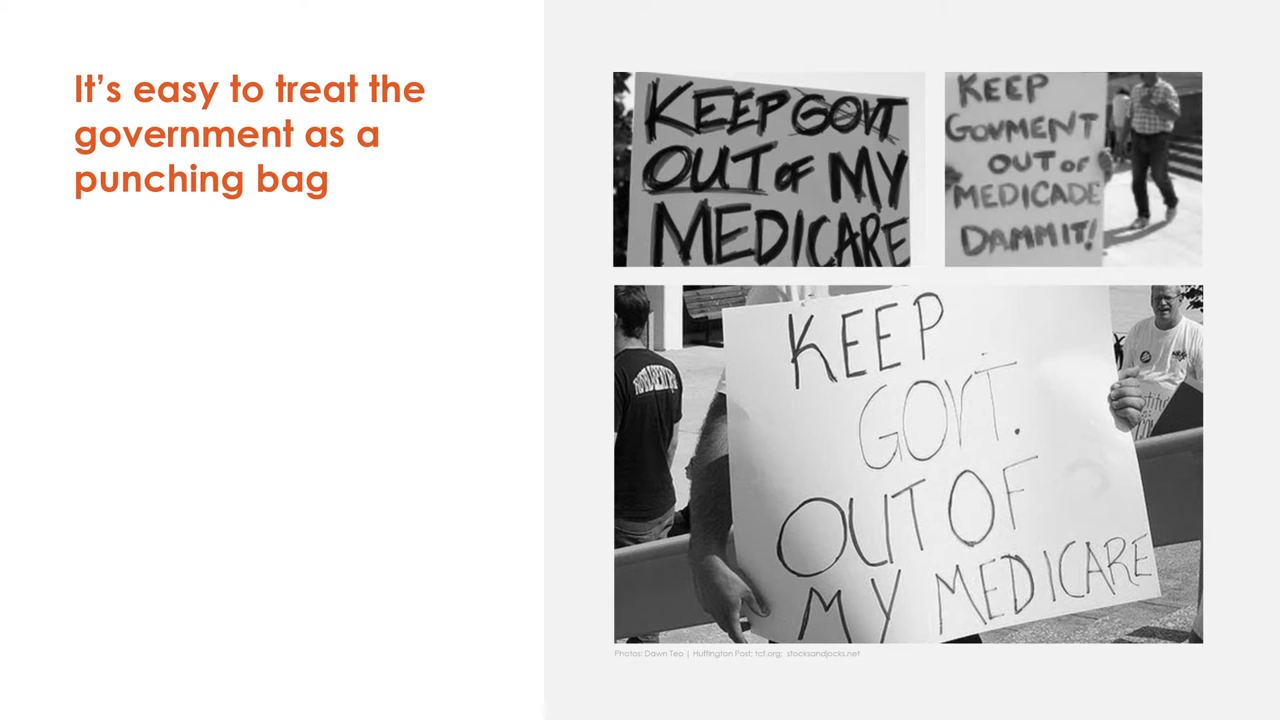 It’s easy to treat the
government as a
punching bag
KEEP GOVT
OUT OF MY
MEDICARE
KEEP
GOVMENT
OUT OF
MEDICADE
DAMMIT!
KEEP
GOVT.
OUT OF
MY MEDICARE
Photos: Dawn Teo | Huffington Post; tcf.org; stocksandjocks.net